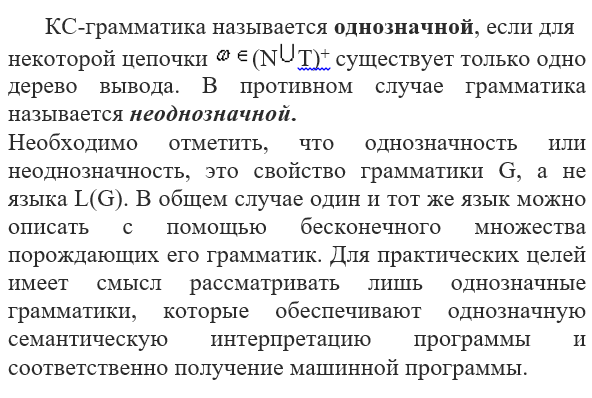 КС-грамматика называется однозначной, если для
некоторой цепочки ω ∈ (N∪T)⁺ существует только одно
дерево вывода. В противном случае грамматика
называется неоднозначной.
Необходимо отметить, что однозначность или
неоднозначность, это свойство грамматики G, а не
языка L(G). В общем случае один и тот же язык можно
описать с помощью бесконечного множества
порождающих его грамматик. Для практических целей
имеет смысл рассматривать лишь однозначные
грамматики, которые обеспечивают однозначную
семантическую интерпретацию программы и
соответственно получение машинной программы.